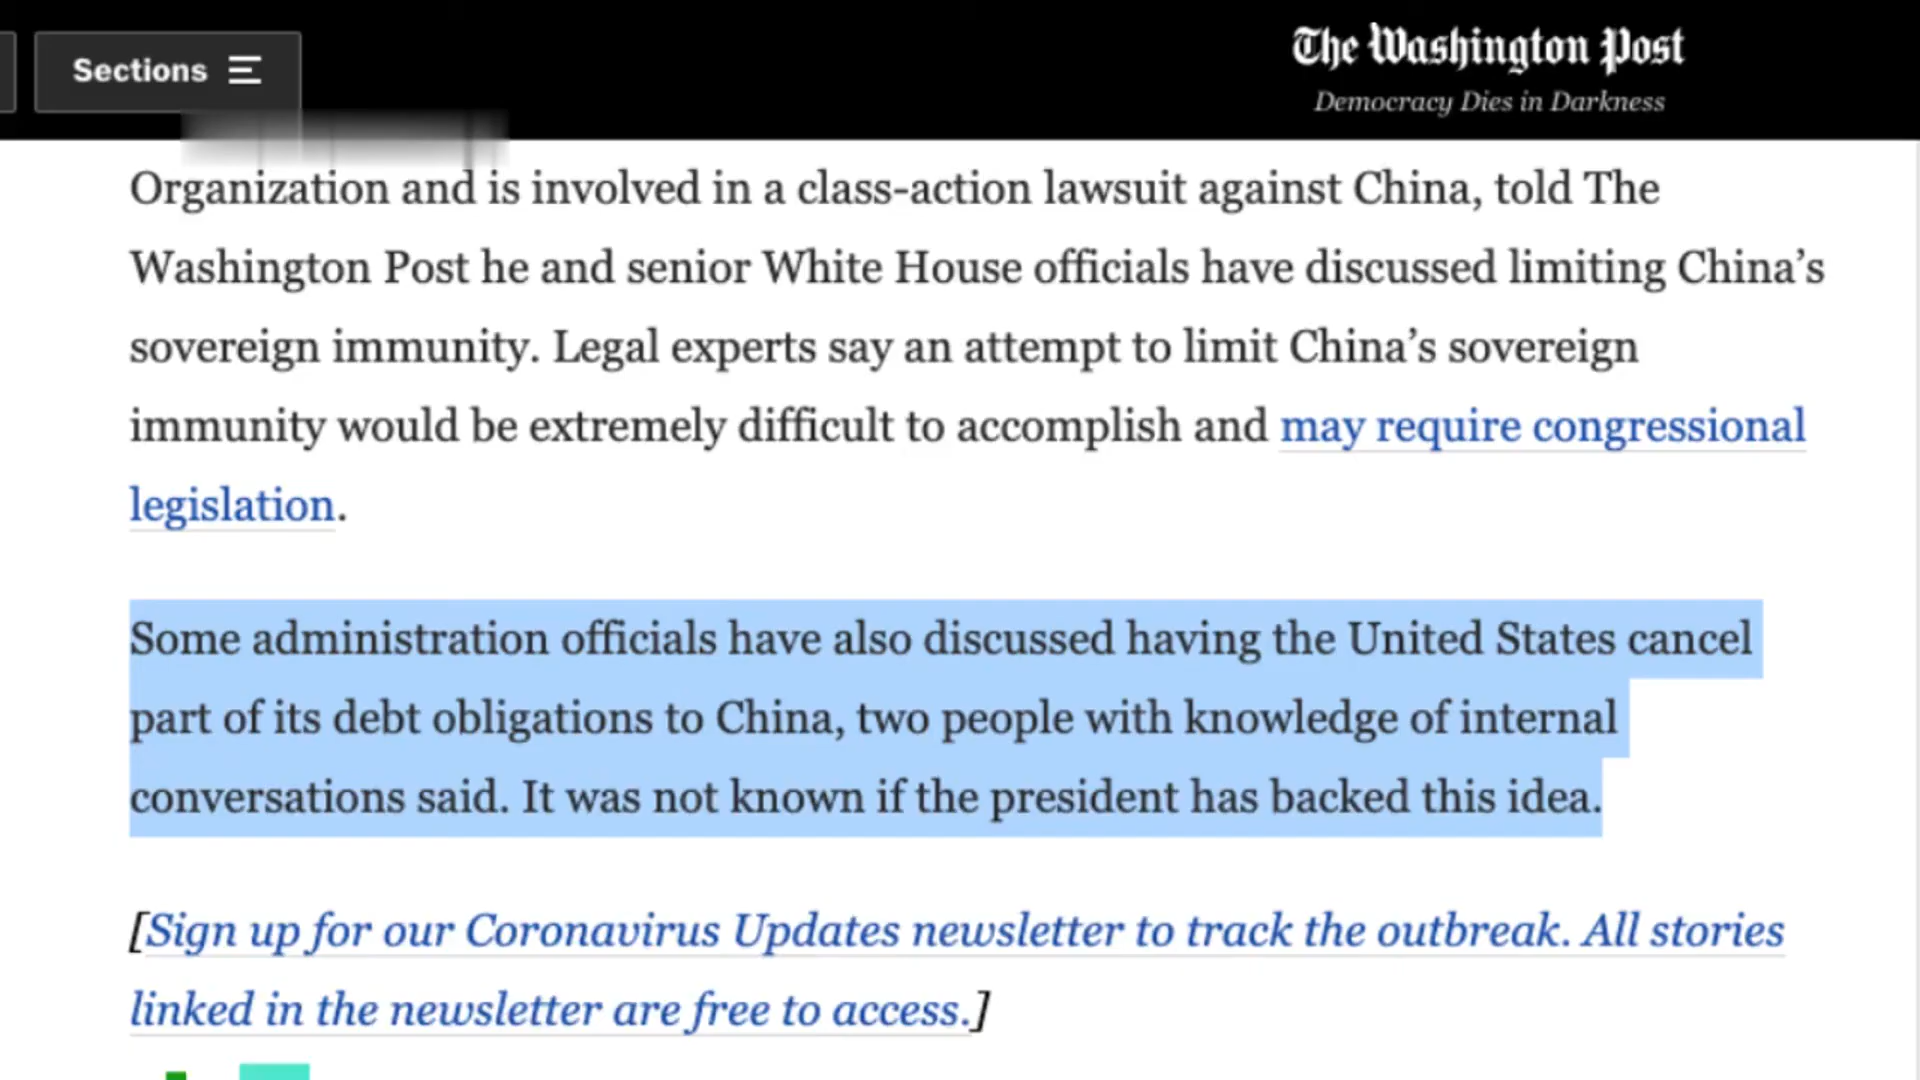 Sections
The Washington Post
Democracy Dies in Darkness
Organization and is involved in a class-action lawsuit against China, told The
Washington Post he and senior White House officials have discussed limiting China’s
sovereign immunity. Legal experts say an attempt to limit China’s sovereign
immunity would be extremely difficult to accomplish and may require congressional
legislation.
Some administration officials have also discussed having the United States cancel
part of its debt obligations to China, two people with knowledge of internal
conversations said. It was not known if the president has backed this idea.
[Sign up for our Coronavirus Updates newsletter to track the outbreak. All stories
linked in the newsletter are free to access.]